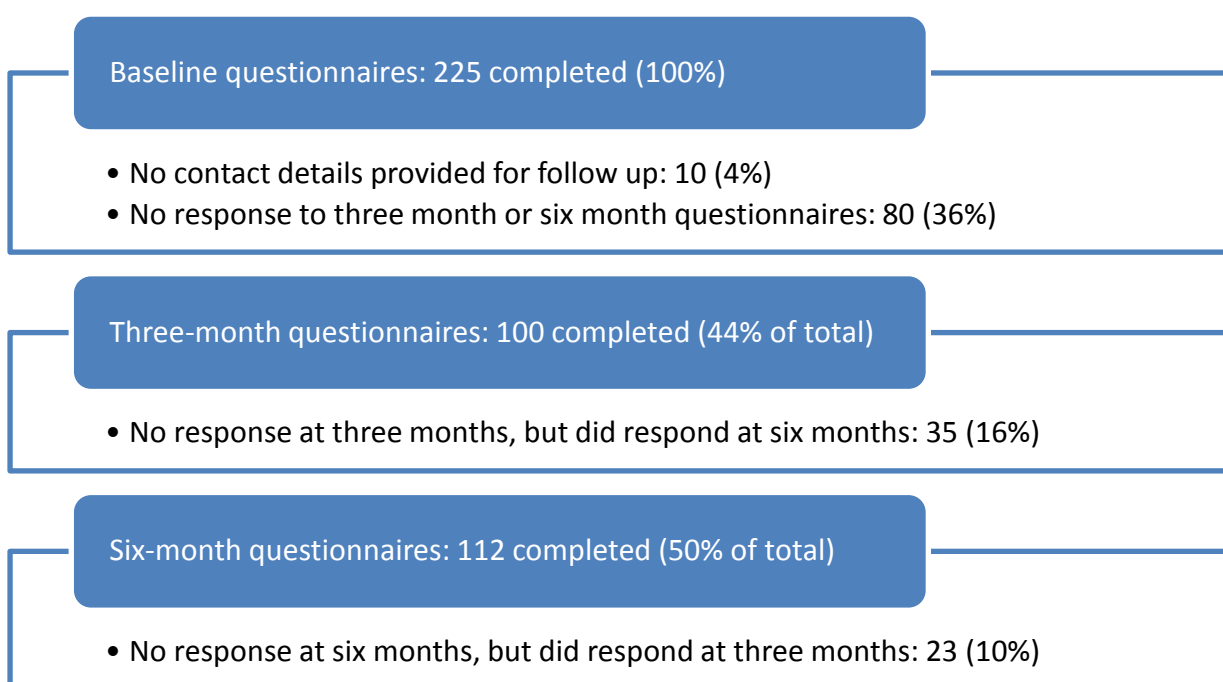 Baseline questionnaires: 225 completed (100%)
• No contact details provided for follow up: 10 (4%)
• No response to three month or six month questionnaires: 80 (36%)
Three-month questionnaires: 100 completed (44% of total)
• No response at three months, but did respond at six months: 35 (16%)
Six-month questionnaires: 112 completed (50% of total)
• No response at six months, but did respond at three months: 23 (10%)